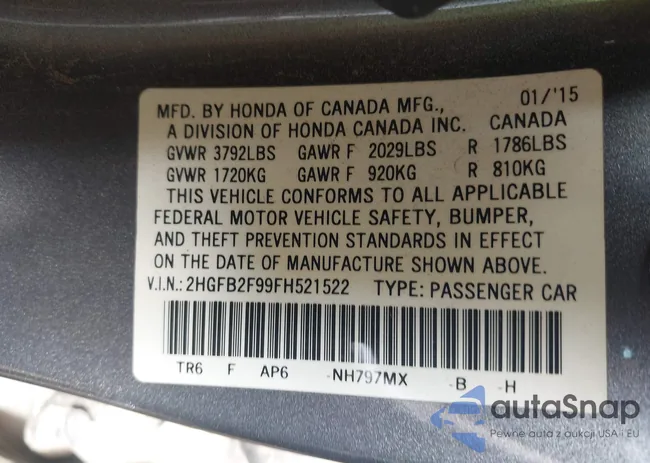 MFD. BY HONDA OF CANADA MFG., 01/'15
A DIVISION OF HONDA CANADA INC. CANADA
GVWR 3792LBS GAWR F 2029LBS R 1786LBS
GVWR 1720KG GAWR F 920KG R 810KG
THIS VEHICLE CONFORMS TO ALL APPLICABLE
FEDERAL MOTOR VEHICLE SAFETY, BUMPER,
AND THEFT PREVENTION STANDARDS IN EFFECT
ON THE DATE OF MANUFACTURE SHOWN ABOVE.
V.I.N.: 2HGFB2F99FH521522 TYPE: PASSENGER CAR
TR6 F AP6 -NH797MX -B -H
autaSnap
Pewne auta z aukcji USA i EU